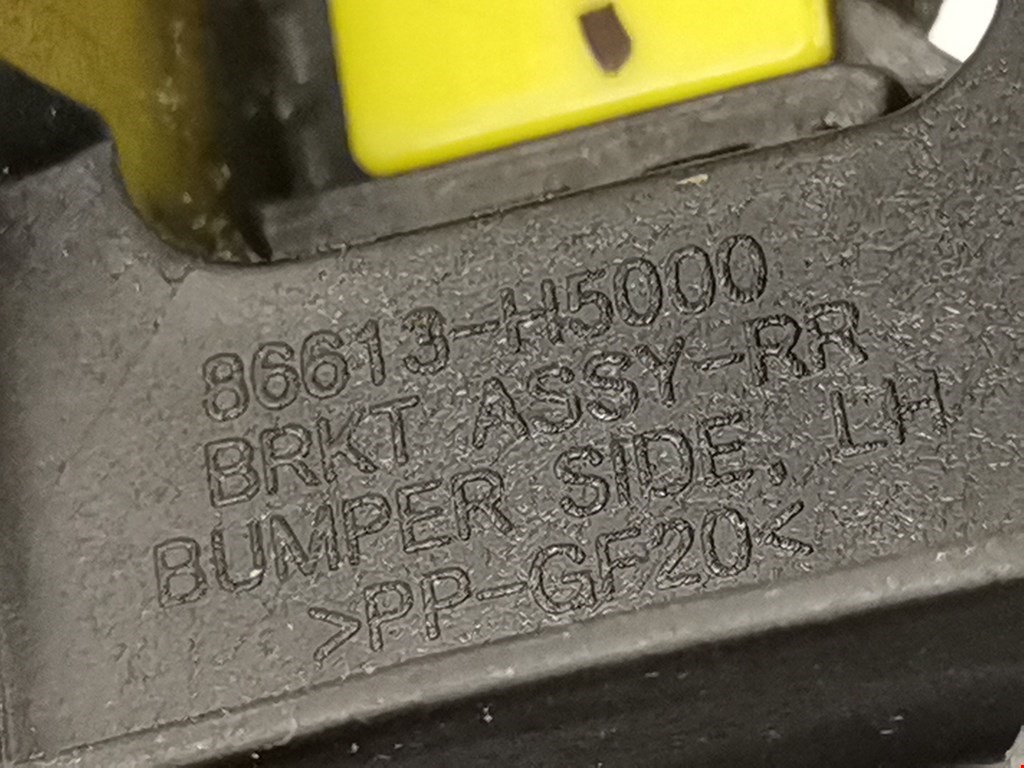 86613-H5000
BRKT ASSY-RR
BUMPER SIDE, LH
>PP-GF20<